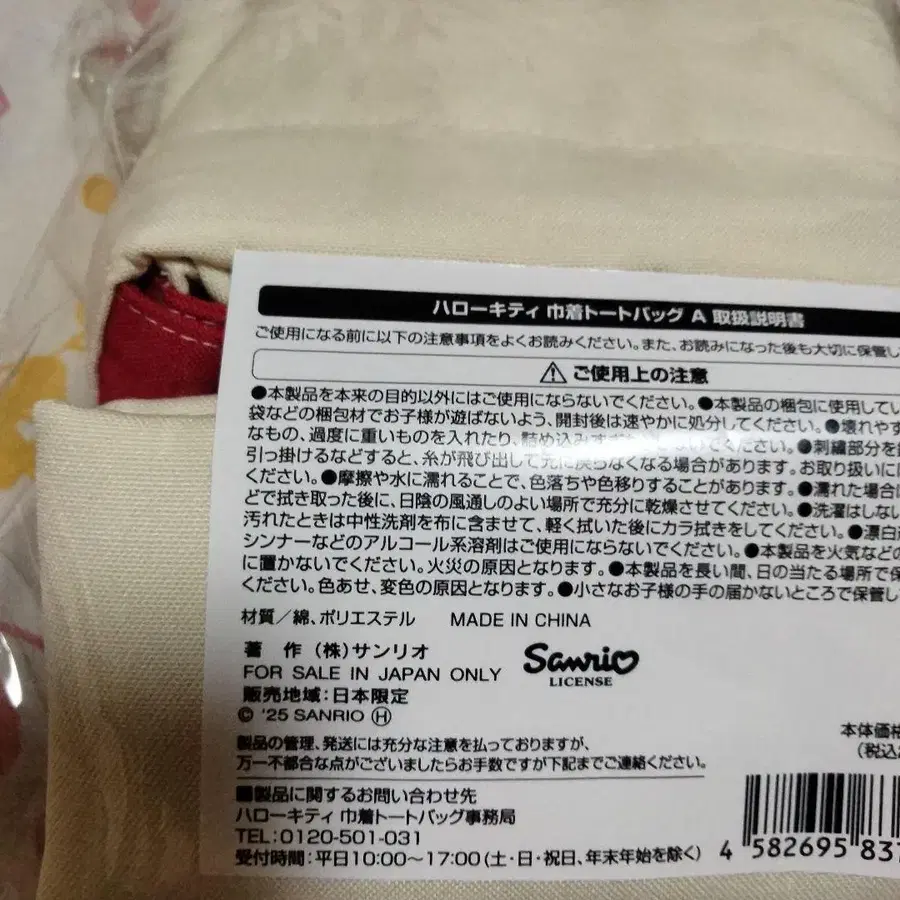 ハローキティ 巾着トートバッグ A 取扱説明書
ご使用になる前に以下の注意事項をよくお読みください。また、お読みになった後も大切に保管し
⚠ ご使用上の注意
●本製品を本来の目的以外にはご使用にならないでください。●本製品の梱包に使用してい
袋などの梱包材でお子様が遊ばないよう、開封後は速やかに処分してください。●壊れやす
なもの、過度に重いものを入れたり、詰め込みすぎたりしないでください。●刺繍部分を
引っ掛けるなどすると、糸が飛び出して元に戻らなくなる場合があります。お取り扱いに
ください。●摩擦や水に濡れることで、色落ちや色移りすることがあります。●濡れた場合
どで拭き取った後に、日陰の風通しのよい場所で充分に乾燥させてください。●洗濯はしない
汚れたときは中性洗剤を布に含ませて、軽く拭いた後にカラ拭きをしてください。●漂白
シンナーなどのアルコール系溶剤はご使用にならないでください。●本製品を火気などの
に置かないでください。火災の原因となります。●本製品を長い間、日の当たる場所で保
ください。色あせ、変色の原因となります。●小さなお子様の手の届かないところで保管し
材質/綿、ポリエステル MADE IN CHINA
著 作 (株)サンリオ
FOR SALE IN JAPAN ONLY
Sanrio
LICENSE
販売地域:日本限定
© '25 SANRIO Ⓗ
本体価格
(税込
製品の管理、発送には充分な注意を払っておりますが、
万一不都合な点がございましたらお手数ですが下記までご連絡ください。
■製品に関するお問い合わせ先
ハローキティ 巾着トートバッグ事務局
TEL:0120-501-031
受付時間:平日10:00~17:00(土・日・祝日、年末年始を除く)
4 582695 83